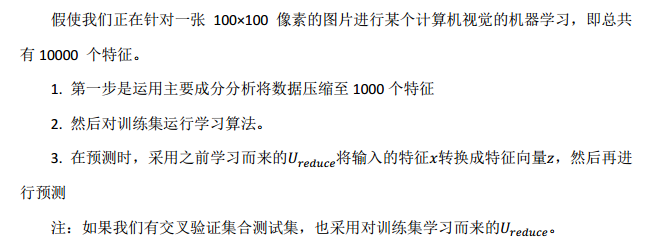 假使我们正在针对一张 100×100 像素的图片进行某个计算机视觉的机器学习，即总共
有 10000 个特征。
1. 第一步是运用主要成分分析将数据压缩至 1000 个特征
2. 然后对训练集运行学习算法。
3. 在预测时，采用之前学习而来的U_{reduce}将输入的特征x转换成特征向量z，然后再进
行预测
注：如果我们有交叉验证集合测试集，也采用对训练集学习而来的U_{reduce}。